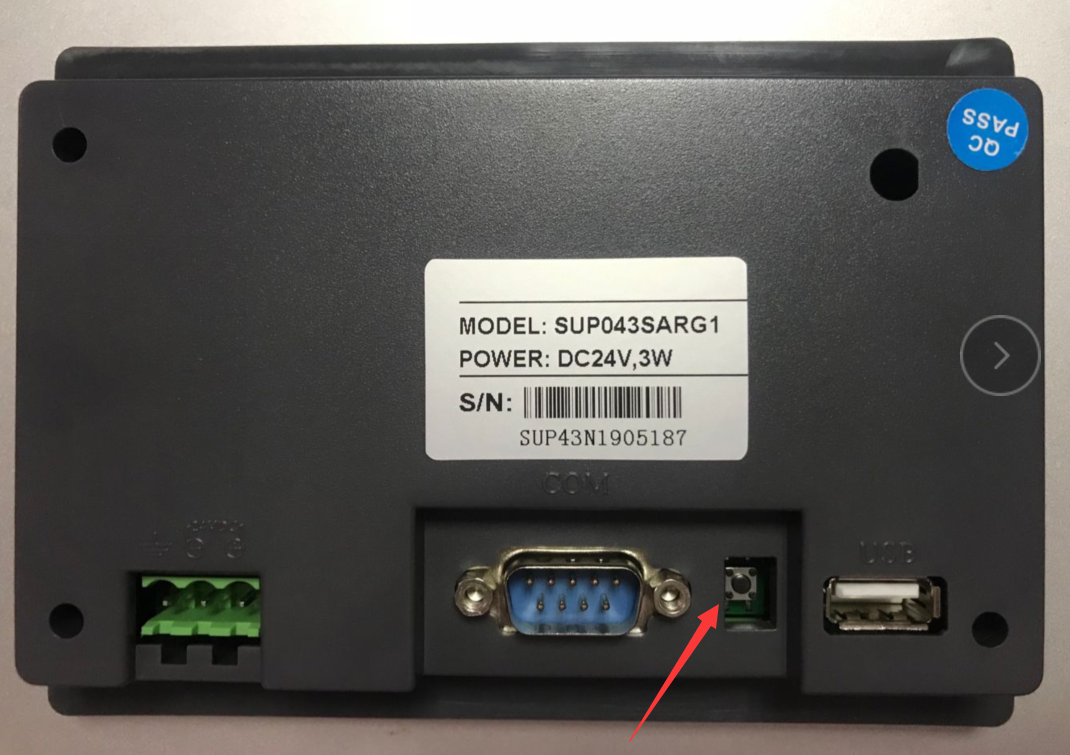 QC
PASS
MODEL: SUP043SARG1
POWER: DC24V,3W
S/N:
SUP43N1905187
COM
USB